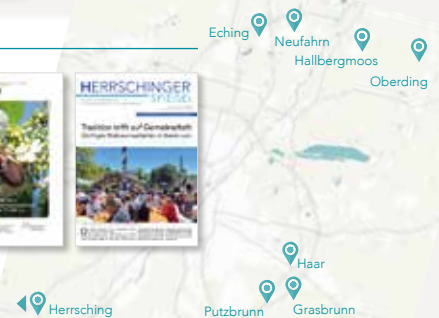 Eching
Neufahrn
Hallbergmoos
Oberding
HERRSCHINGER
SPIEGEL
Tradition trifft auf Gemeinschaft:
Haar
Herrsching
Putzbrunn
Grasbrunn